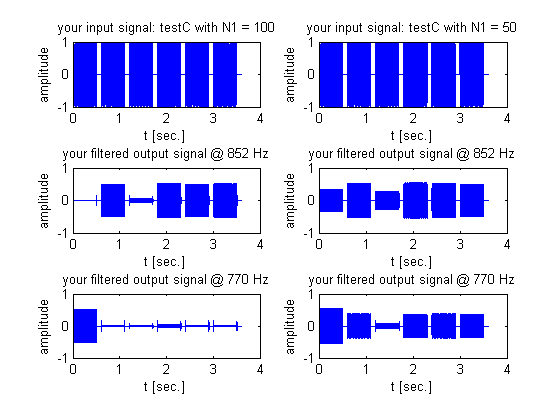 your input signal: testC with N1 = 100
1
0
-1
amplitude
0 1 2 3 4
t [sec.]
your input signal: testC with N1 = 50
1
0
-1
amplitude
0 1 2 3 4
t [sec.]
your filtered output signal @ 852 Hz
1
0
-1
amplitude
0 1 2 3 4
t [sec.]
your filtered output signal @ 852 Hz
1
0
-1
amplitude
0 1 2 3 4
t [sec.]
your filtered output signal @ 770 Hz
1
0
-1
amplitude
0 1 2 3 4
t [sec.]
your filtered output signal @ 770 Hz
1
0
-1
amplitude
0 1 2 3 4
t [sec.]